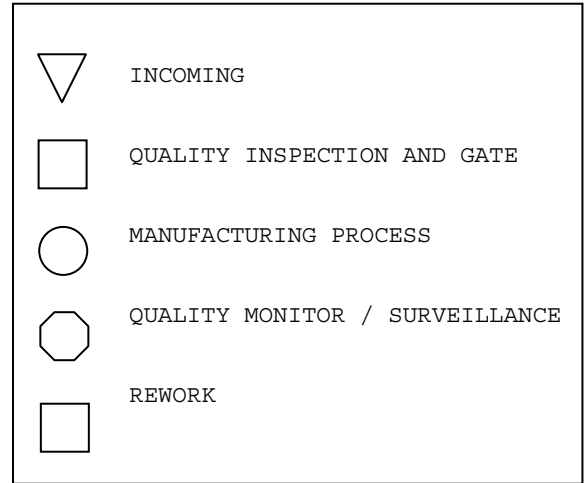 INCOMING
QUALITY INSPECTION AND GATE
MANUFACTURING PROCESS
QUALITY MONITOR / SURVEILLANCE
REWORK